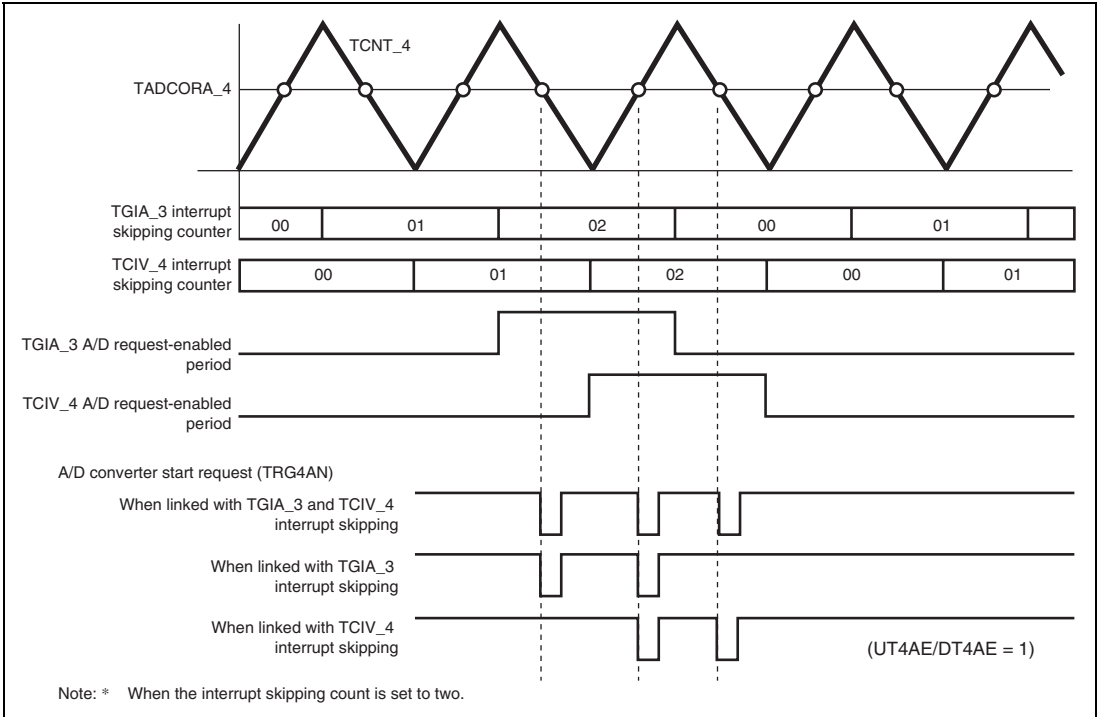 TCNT_4
TADCORA_4
TGIA_3 interrupt
skipping counter
00 01 02 00 01
TCIV_4 interrupt
skipping counter
00 01 02 00 01
TGIA_3 A/D request-enabled
period
TCIV_4 A/D request-enabled
period
A/D converter start request (TRG4AN)
When linked with TGIA_3 and TCIV_4
interrupt skipping
When linked with TGIA_3
interrupt skipping
When linked with TCIV_4
interrupt skipping
(UT4AE/DT4AE = 1)
Note: * When the interrupt skipping count is set to two.